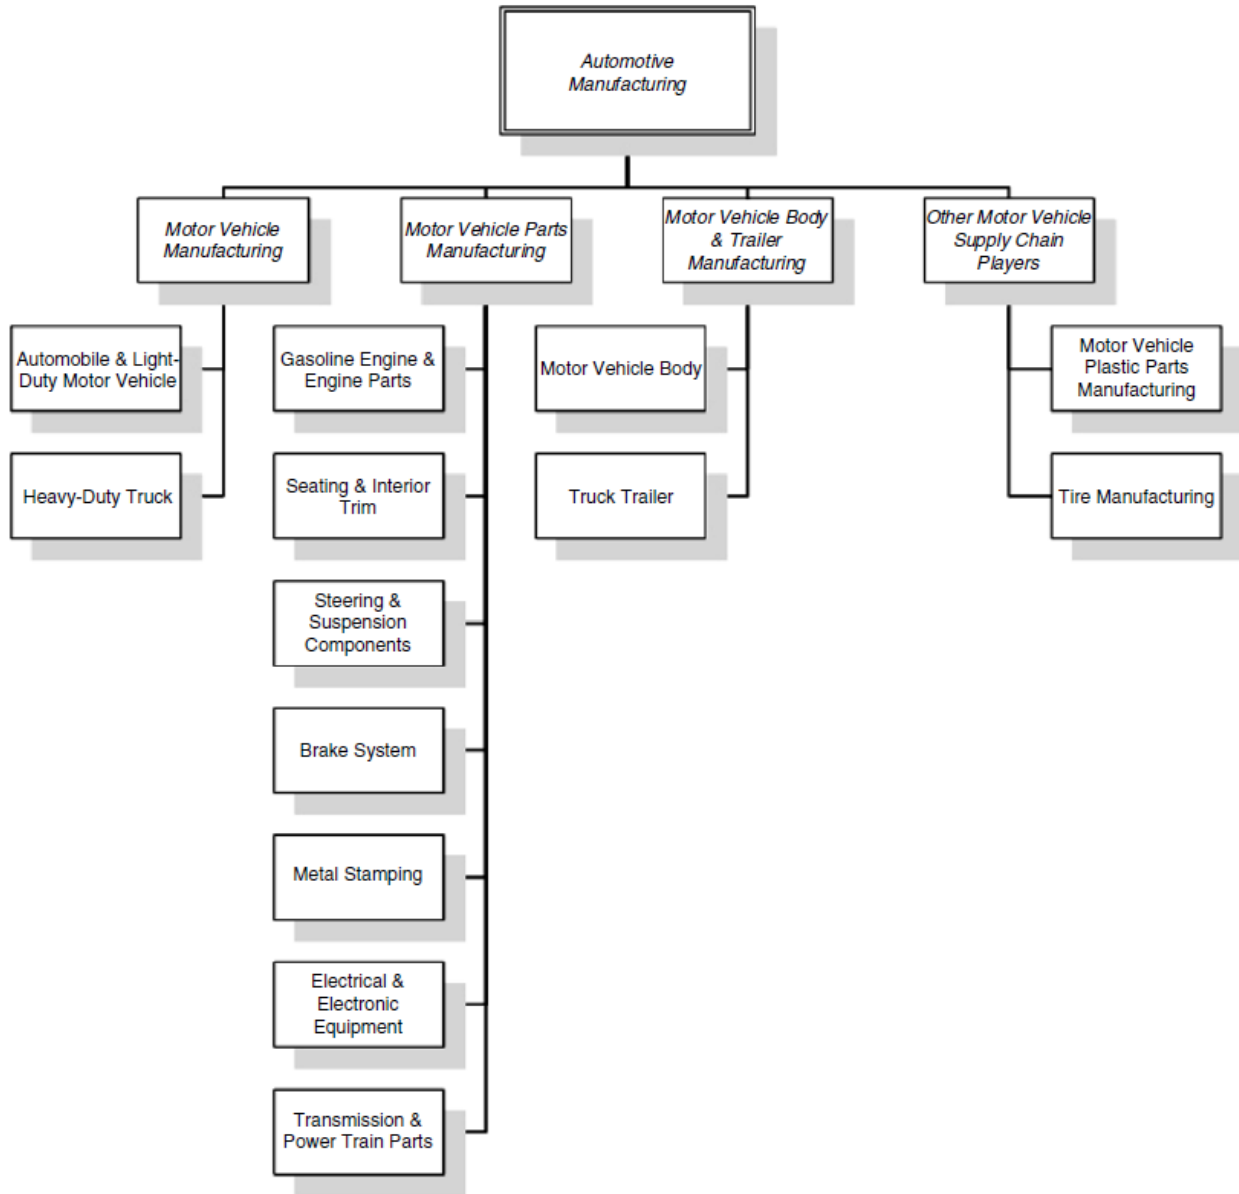 Automotive
Manufacturing
Motor Vehicle
Manufacturing
Motor Vehicle Parts
Manufacturing
Motor Vehicle Body
& Trailer
Manufacturing
Other Motor Vehicle
Supply Chain
Players
Automobile & Light-
Duty Motor Vehicle
Heavy-Duty Truck
Gasoline Engine &
Engine Parts
Seating & Interior
Trim
Steering &
Suspension
Components
Brake System
Metal Stamping
Electrical &
Electronic
Equipment
Transmission &
Power Train Parts
Motor Vehicle Body
Truck Trailer
Motor Vehicle
Plastic Parts
Manufacturing
Tire Manufacturing